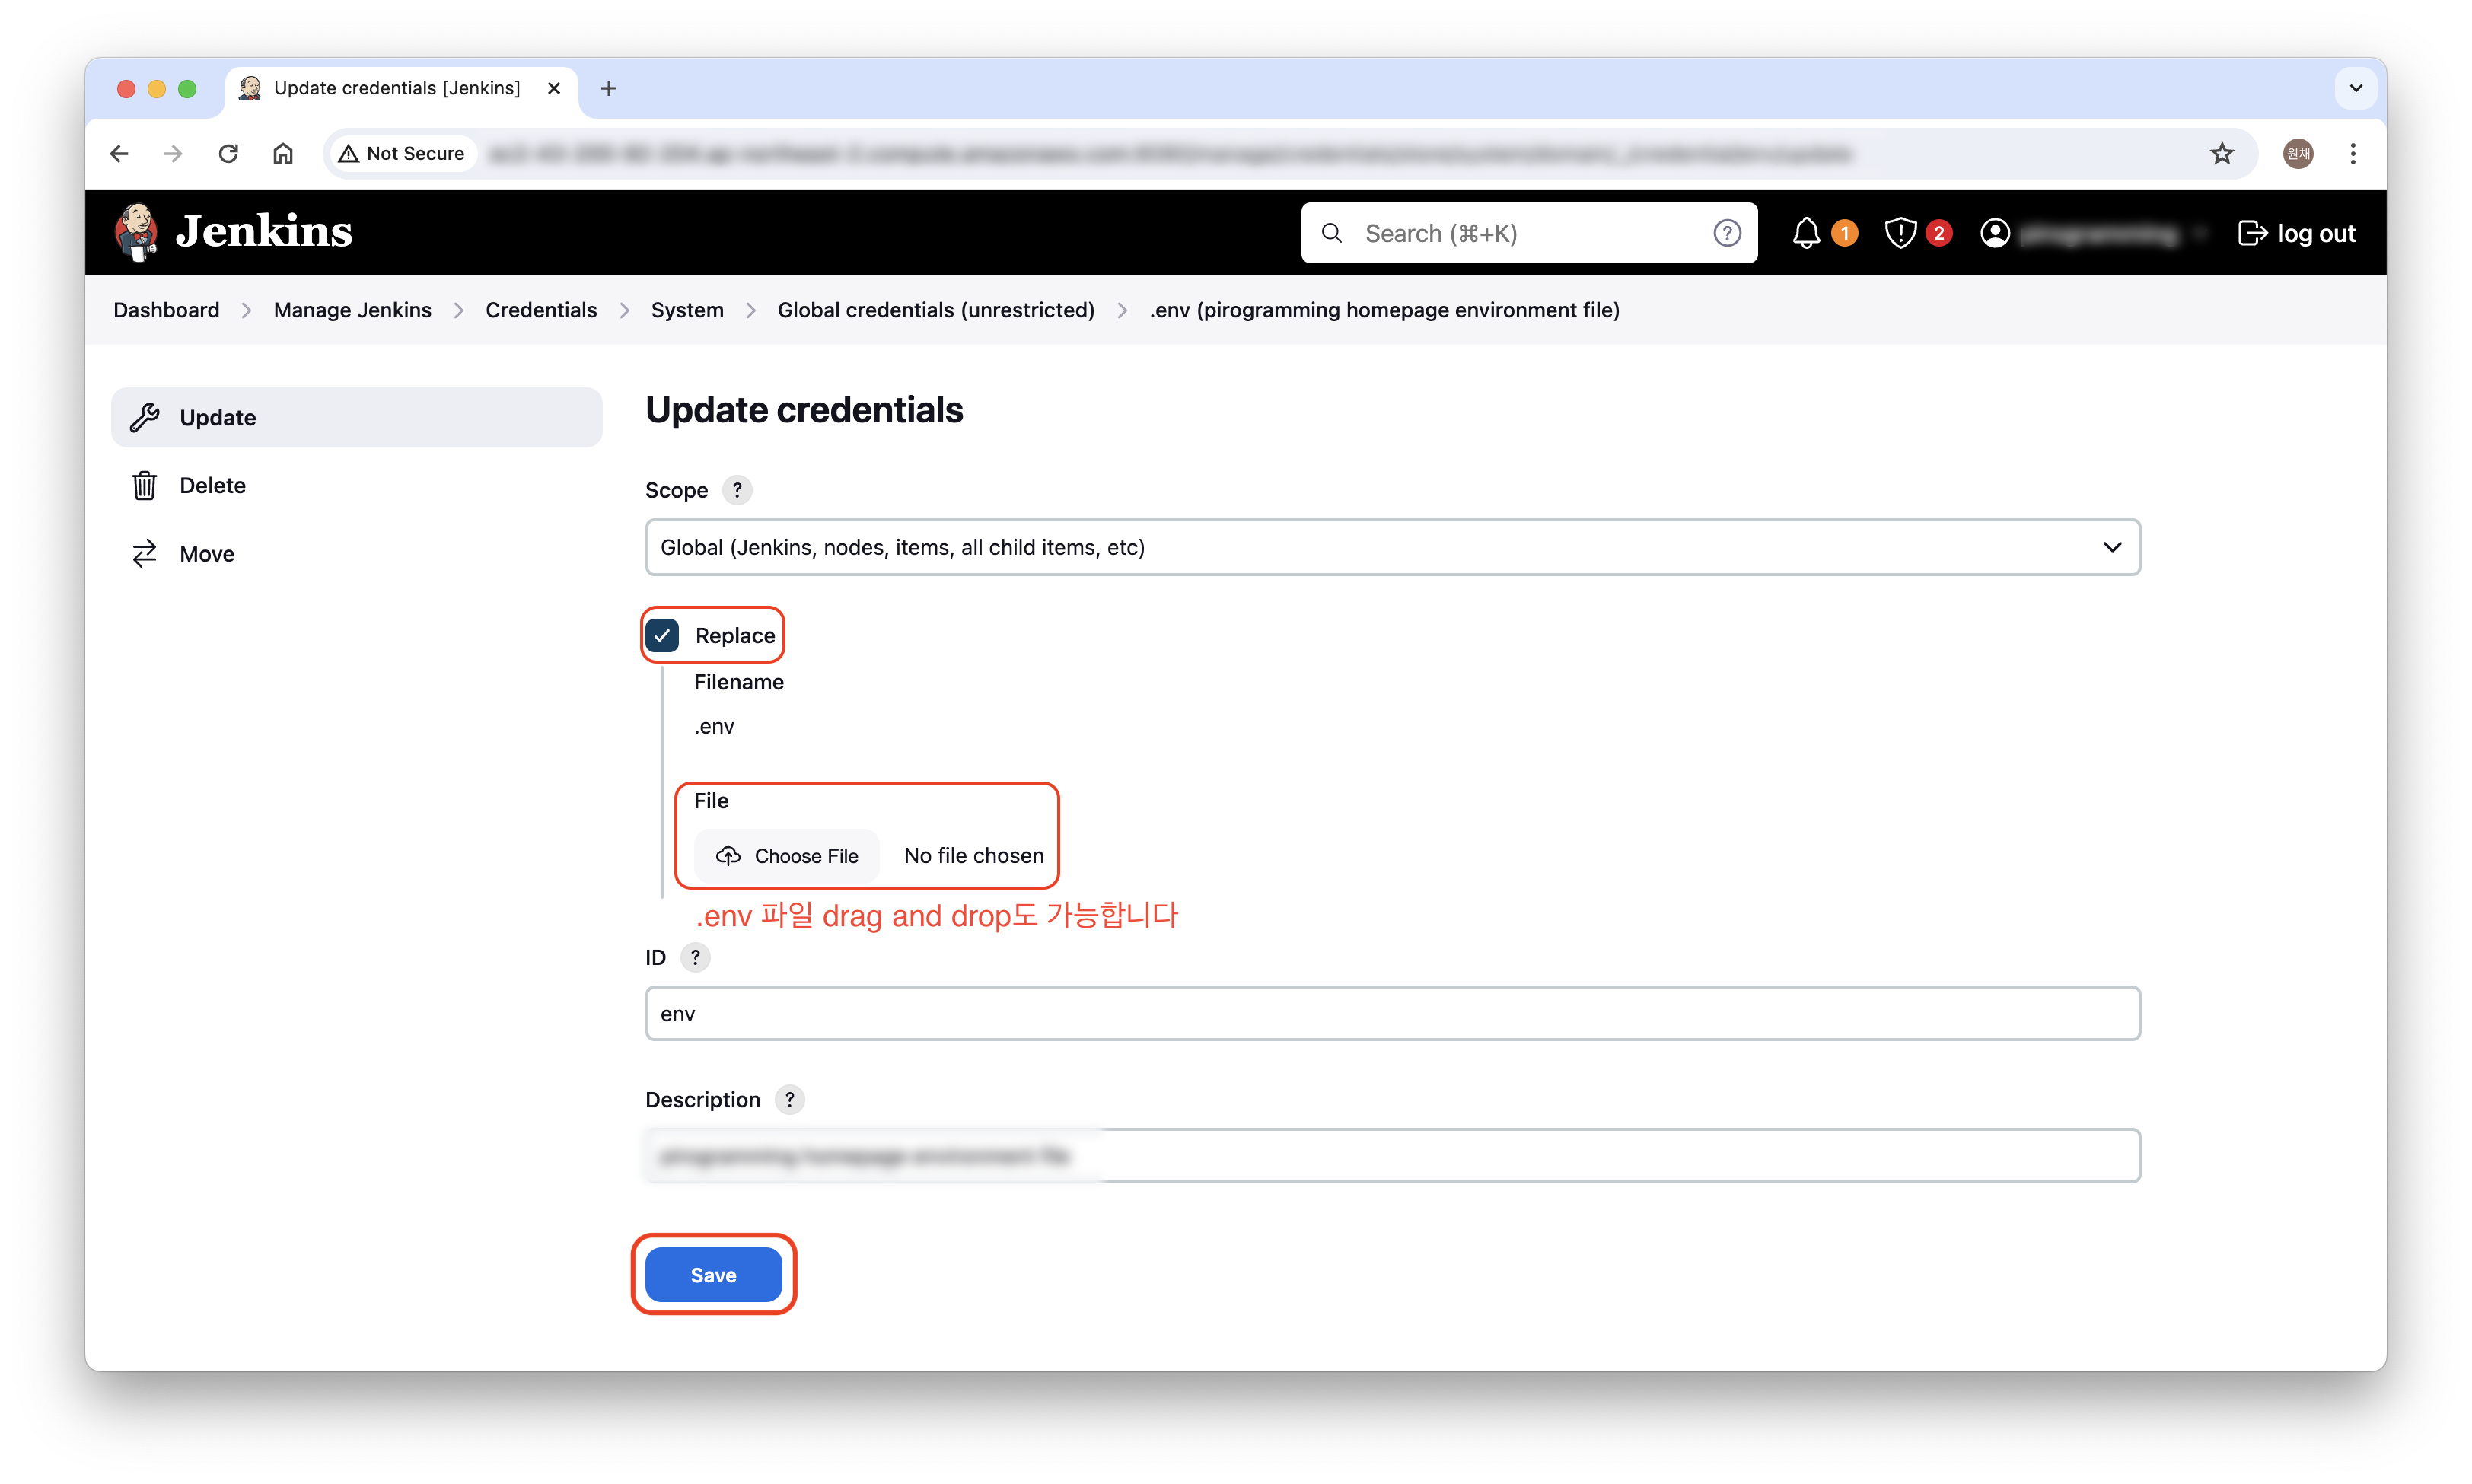 Update credentials [Jenkins]
Not Secure
원채
Jenkins
Search (⌘+K)
?
1
2
log out
Dashboard
Manage Jenkins
Credentials
System
Global credentials (unrestricted)
.env (pirogramming homepage environment file)
Update
Delete
Move
Update credentials
Scope ?
Global (Jenkins, nodes, items, all child items, etc)
Replace
Filename
.env
File
Choose File No file chosen
.env 파일 drag and drop도 가능합니다
ID ?
env
Description ?
Save